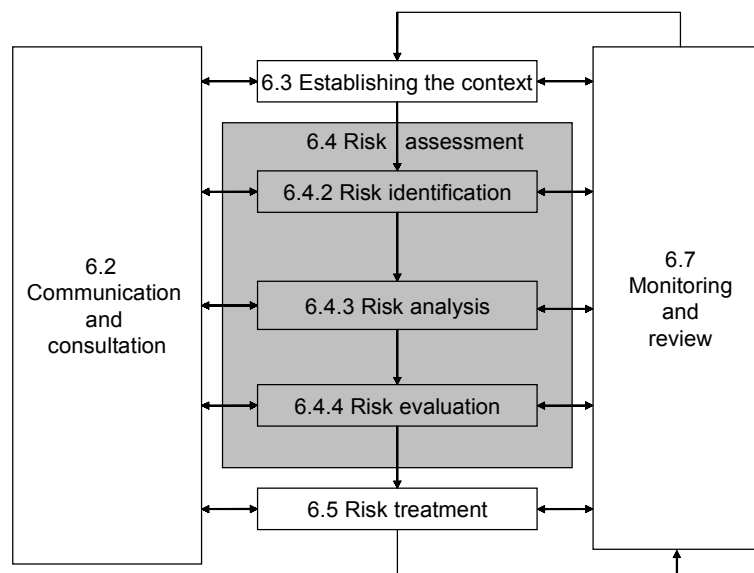 6.3 Establishing the context
6.4 Risk assessment
6.4.2 Risk identification
6.2
Communication
and
consultation
6.4.3 Risk analysis
6.7
Monitoring
and
review
6.4.4 Risk evaluation
6.5 Risk treatment